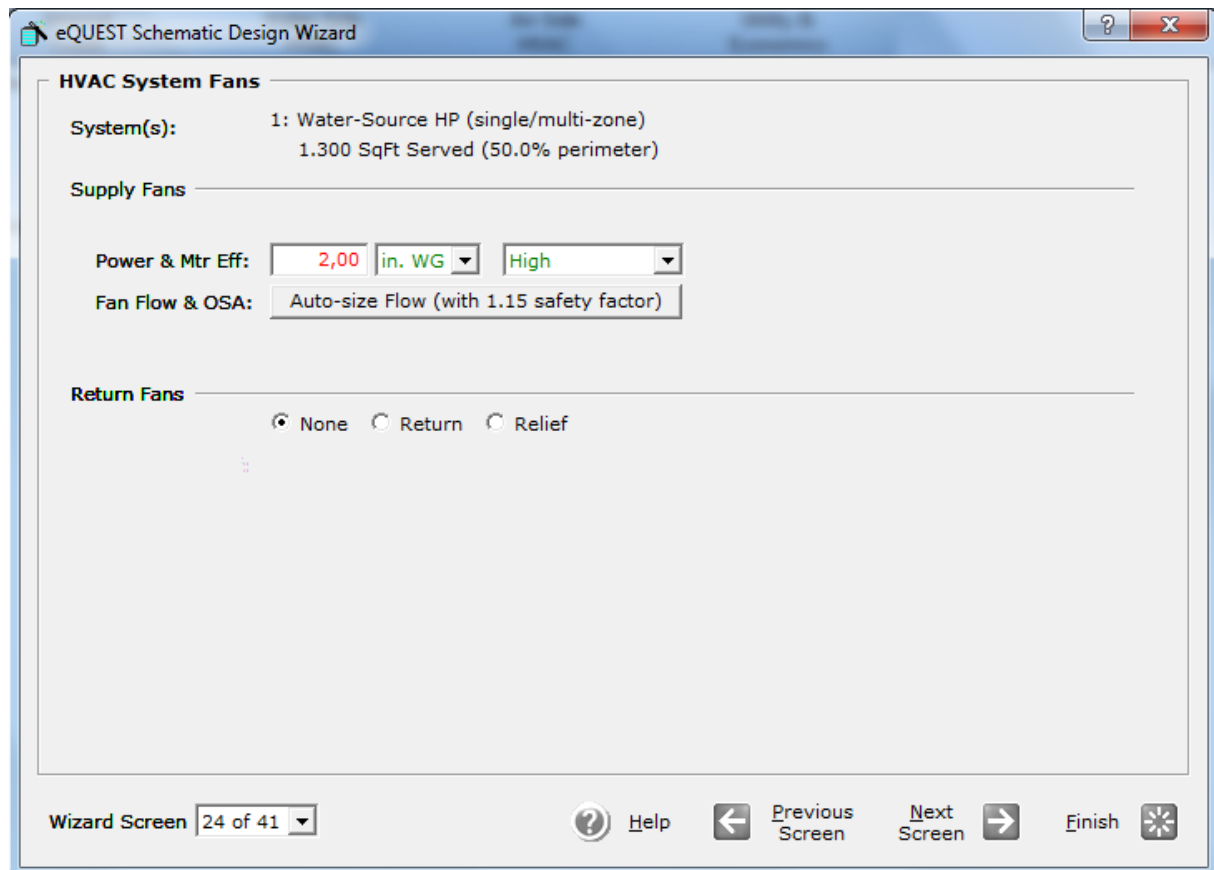 eQUEST Schematic Design Wizard
HVAC System Fans
System(s): 1: Water-Source HP (single/multi-zone)
1.300 SqFt Served (50.0% perimeter)
Supply Fans
Power & Mtr Eff: 2,00 in. WG High
Fan Flow & OSA: Auto-size Flow (with 1.15 safety factor)
Return Fans
None Return Relief
Wizard Screen 24 of 41 Help Previous Screen Next Screen Finish